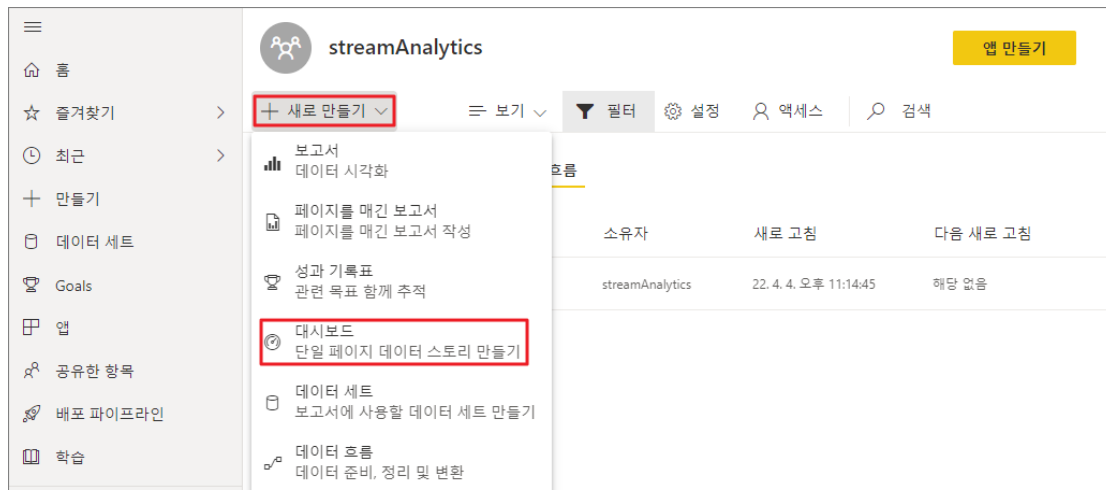 홈
즐겨찾기
최근
만들기
데이터 세트
Goals
앱
공유한 항목
배포 파이프라인
학습
streamAnalytics
앱 만들기
새로 만들기
보기
필터
설정
액세스
검색
보고서
데이터 시각화
페이지를 매긴 보고서
페이지를 매긴 보고서 작성
성과 기록표
관련 목표 함께 추적
대시보드
단일 페이지 데이터 스토리 만들기
데이터 세트
보고서에 사용할 데이터 세트 만들기
데이터 흐름
데이터 준비, 정리 및 변환
흐름
소유자 새로 고침 다음 새로 고침
streamAnalytics 22. 4. 4. 오후 11:14:45 해당 없음